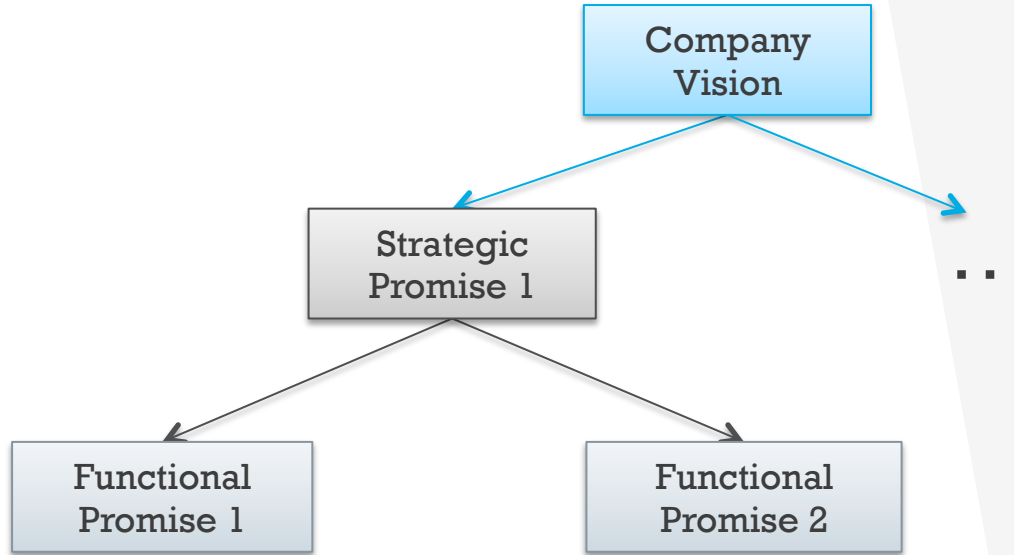 Company
Vision
Strategic
Promise 1
. .
Functional
Promise 1
Functional
Promise 2